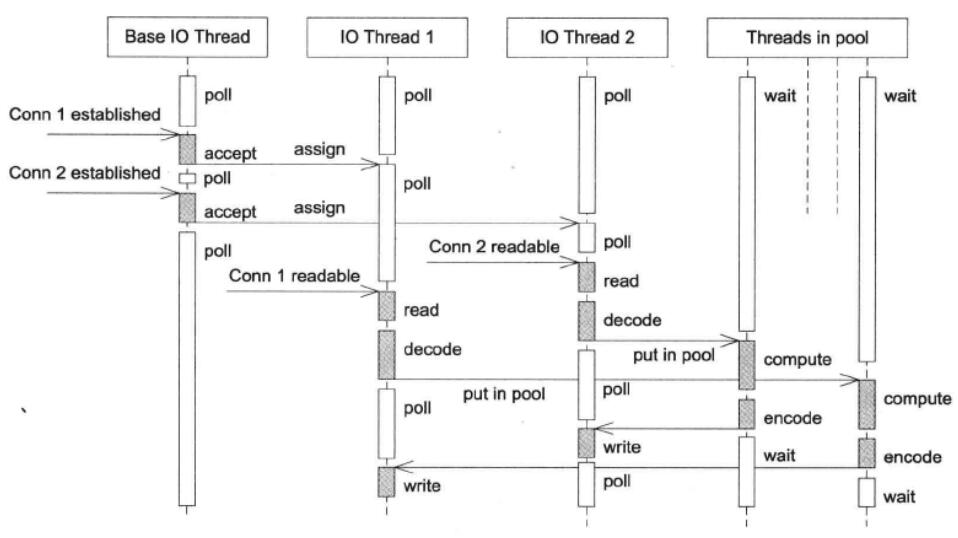 Base IO Thread
IO Thread 1
IO Thread 2
Threads in pool
poll
poll
poll
wait
wait
Conn 1 established
accept
assign
Conn 2 established
poll
poll
accept
assign
poll
poll
Conn 2 readable
Conn 1 readable
read
read
decode
decode
put in pool
compute
put in pool
poll
compute
poll
encode
write
wait
encode
write
poll
wait